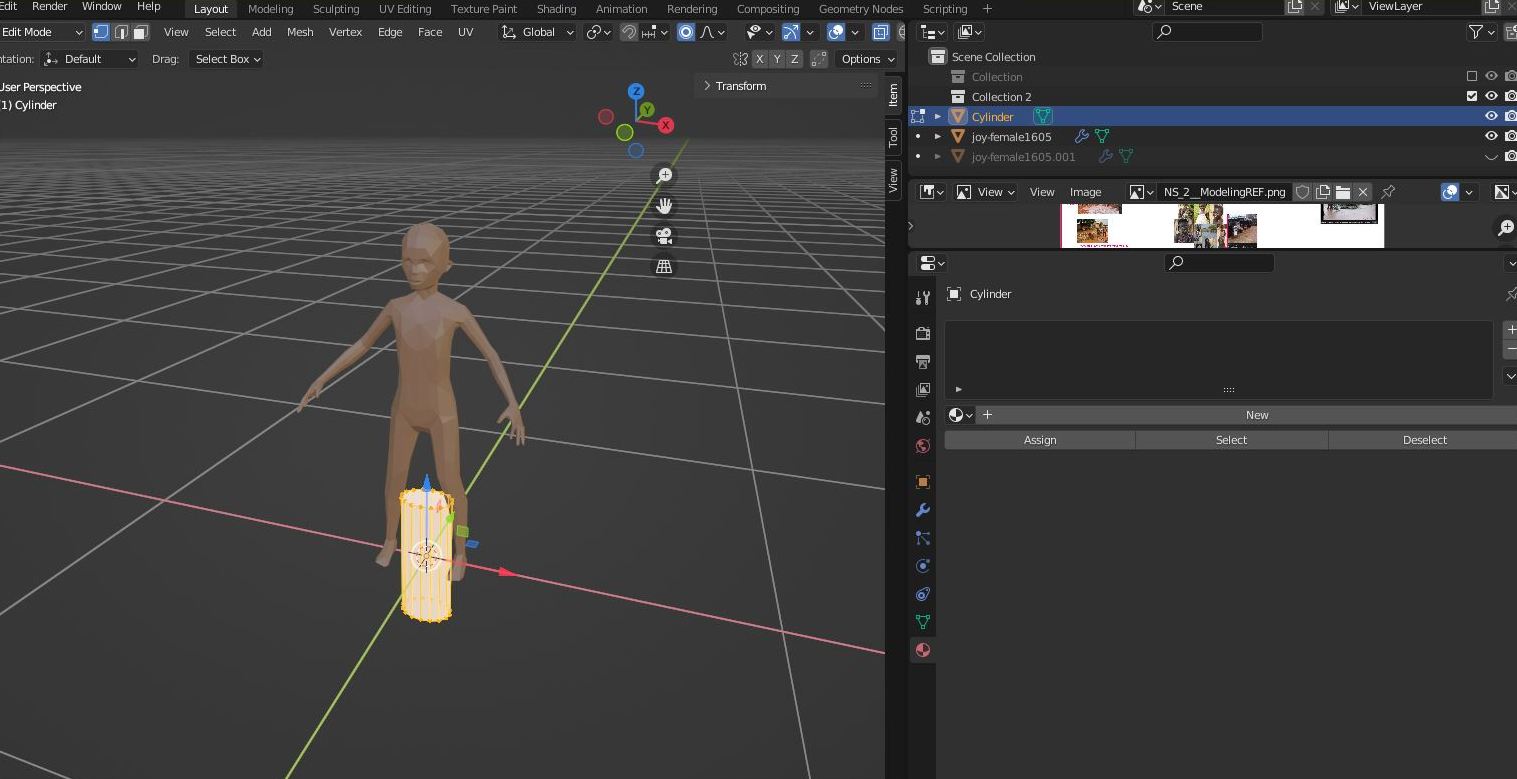 Edit Render Window Help Layout Modeling Sculpting UV Editing Texture Paint Shading Animation Rendering Compositing Geometry Nodes Scripting + Scene ViewLayer
Edit Mode View Select Add Mesh Vertex Edge Face UV Global
ntation: Default Drag: Select Box X Y Z Options
User Perspective
(1) Cylinder
Transform
Z
Y
X
Item
Tool
View
Scene Collection
Collection
Collection 2
Cylinder
joy-female1605
joy-female1605.001
View View Image NS_2__ModelingREF.png
Cylinder
New
Assign Select Deselect